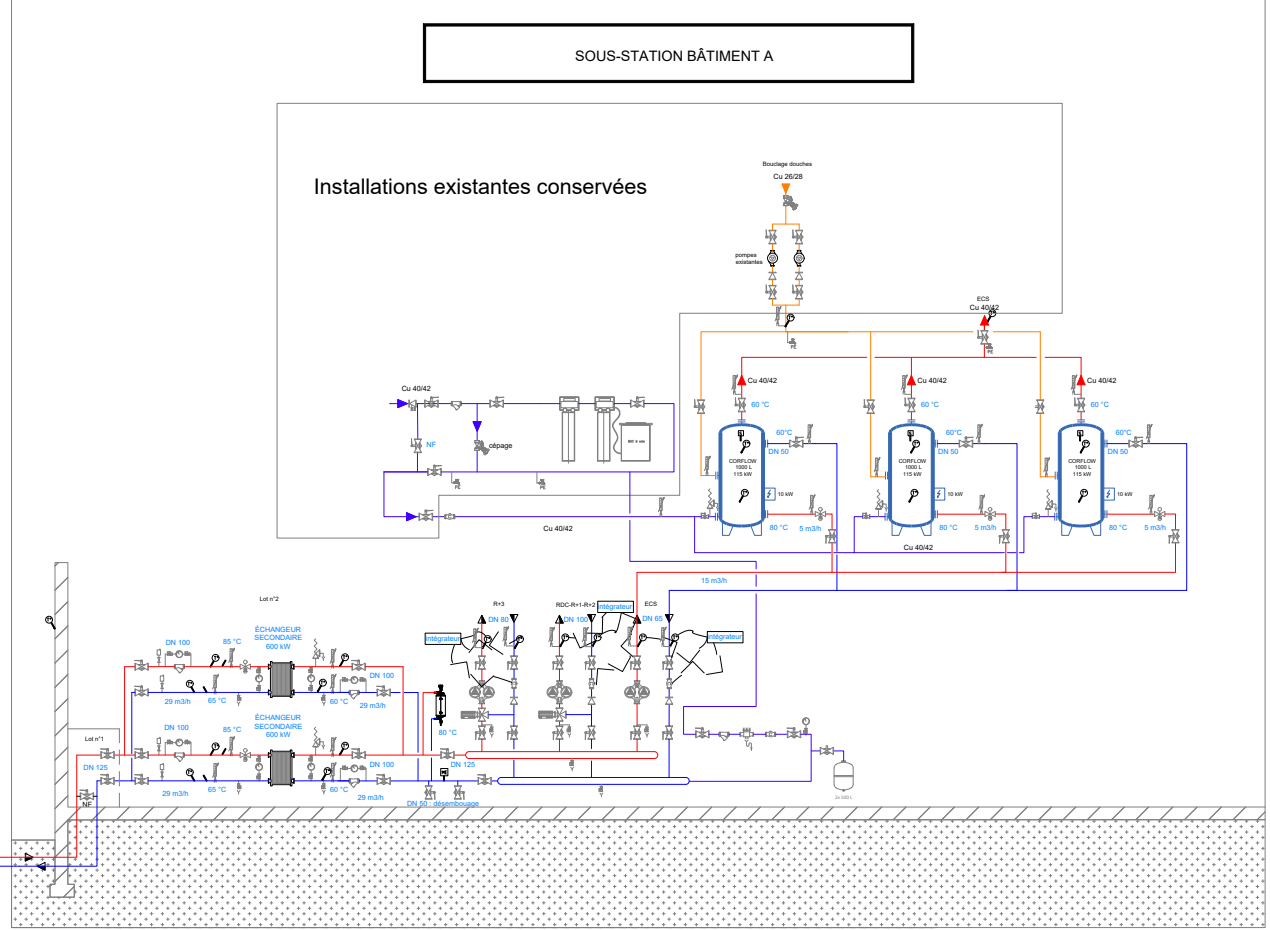 SOUS-STATION BÂTIMENT A
Installations existantes conservées
Bouclage douches
Cu 26/28
pompes
existantes
ECS
Cu 40/42
PE
PE
Cu 40/42
Cu 40/42
Cu 40/42
Cu 40/42
60 °C
60 °C
60 °C
NF
cépage
60°C
DN 50
60°C
DN 50
60°C
DN 50
CORFLOW
1000 L
115 kW
CORFLOW
1000 L
115 kW
CORFLOW
1000 L
115 kW
PE
PE
10 kW
10 kW
10 kW
Cu 40/42
80 °C
5 m3/h
80 °C
5 m3/h
80 °C
5 m3/h
Cu 40/42
15 m3/h
Lot n°2
R+3
RDC-R+1-R+2
intégrateur
ECS
DN 80
DN 100
DN 65
intégrateur
intégrateur
ÉCHANGEUR
SECONDAIRE
600 kW
DN 100
85 °C
DN 100
29 m3/h
65 °C
60 °C
29 m3/h
ÉCHANGEUR
SECONDAIRE
600 kW
DN 100
85 °C
80 °C
Lot n°1
DN 125
DN 100
DN 125
29 m3/h
65 °C
60 °C
29 m3/h
NF
DN 50 : désembouage
2x 500 L